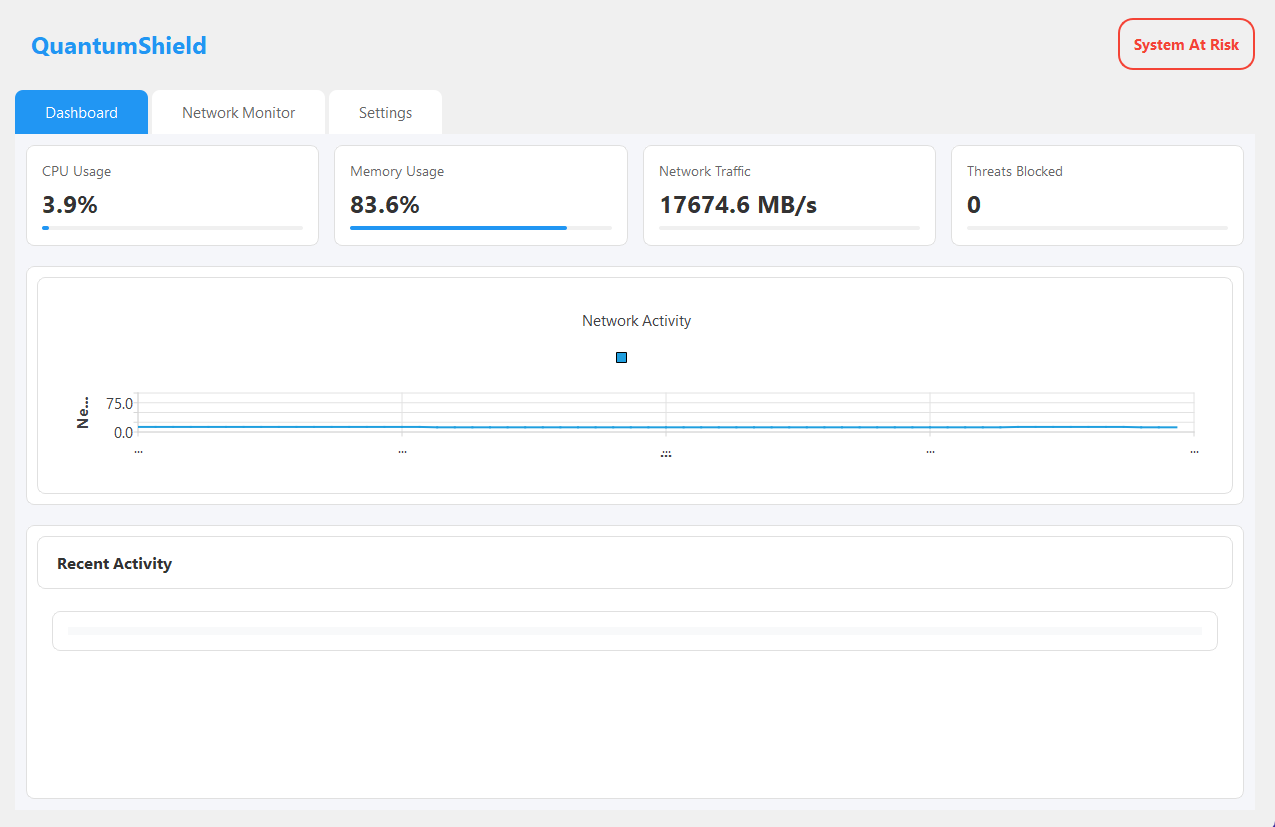 QuantumShield
System At Risk
Dashboard
Network Monitor
Settings
CPU Usage
3.9%
Memory Usage
83.6%
Network Traffic
17674.6 MB/s
Threats Blocked
0
Network Activity
Ne...
75.0
0.0
...
...
...
...
...
Recent Activity